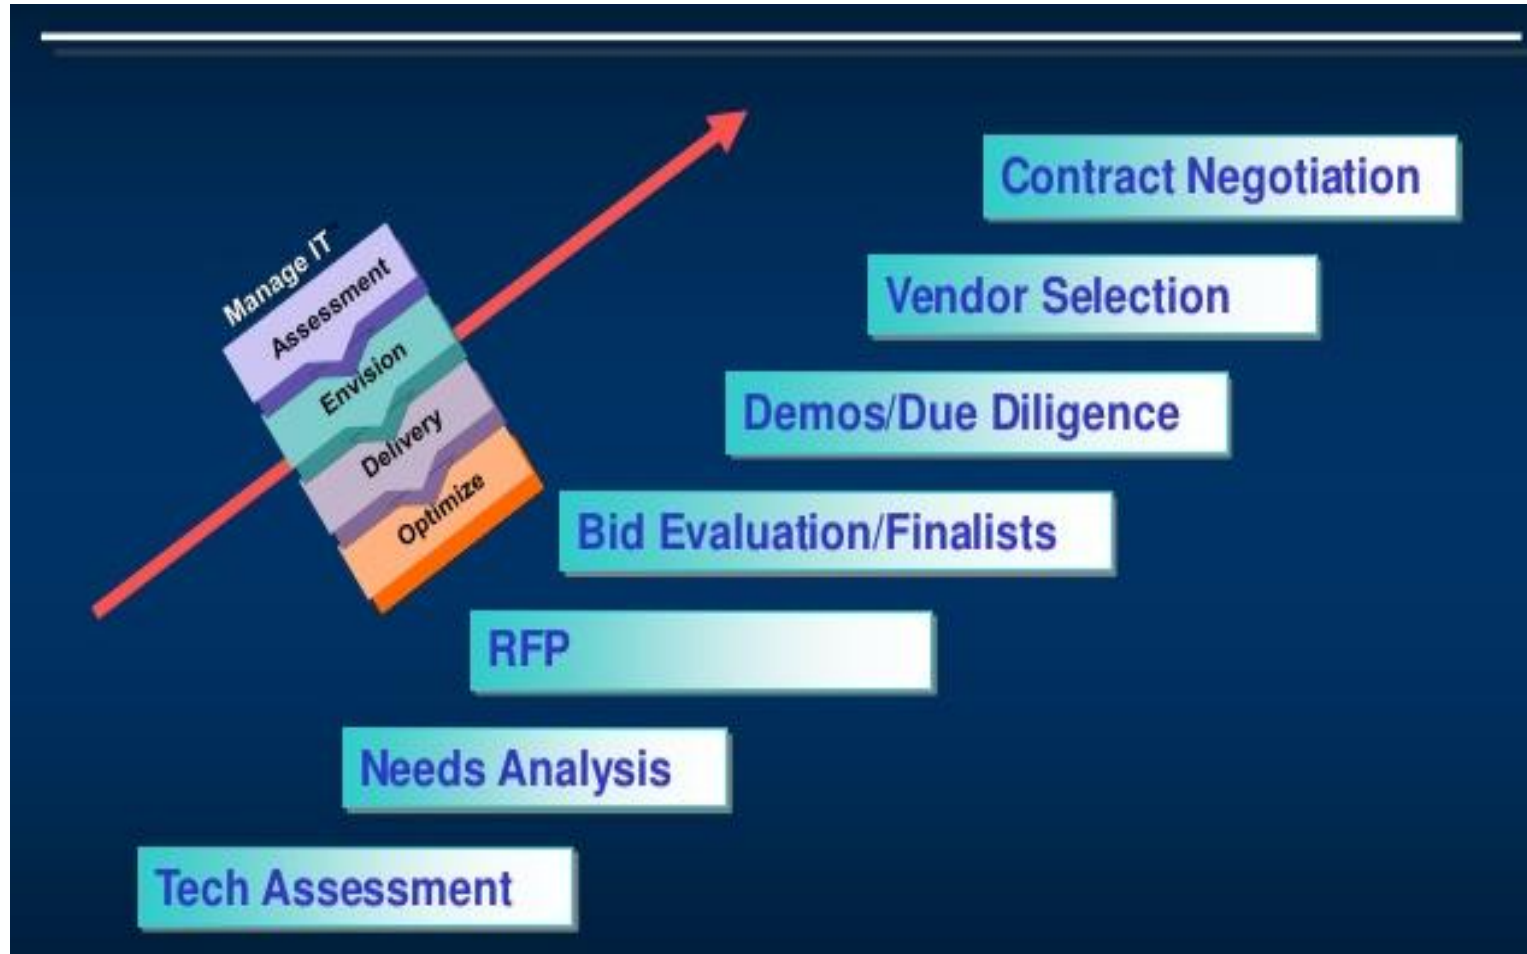 Manage IT
Assessment
Envision
Delivery
Optimize
Contract Negotiation
Vendor Selection
Demos/Due Diligence
Bid Evaluation/Finalists
RFP
Needs Analysis
Tech Assessment